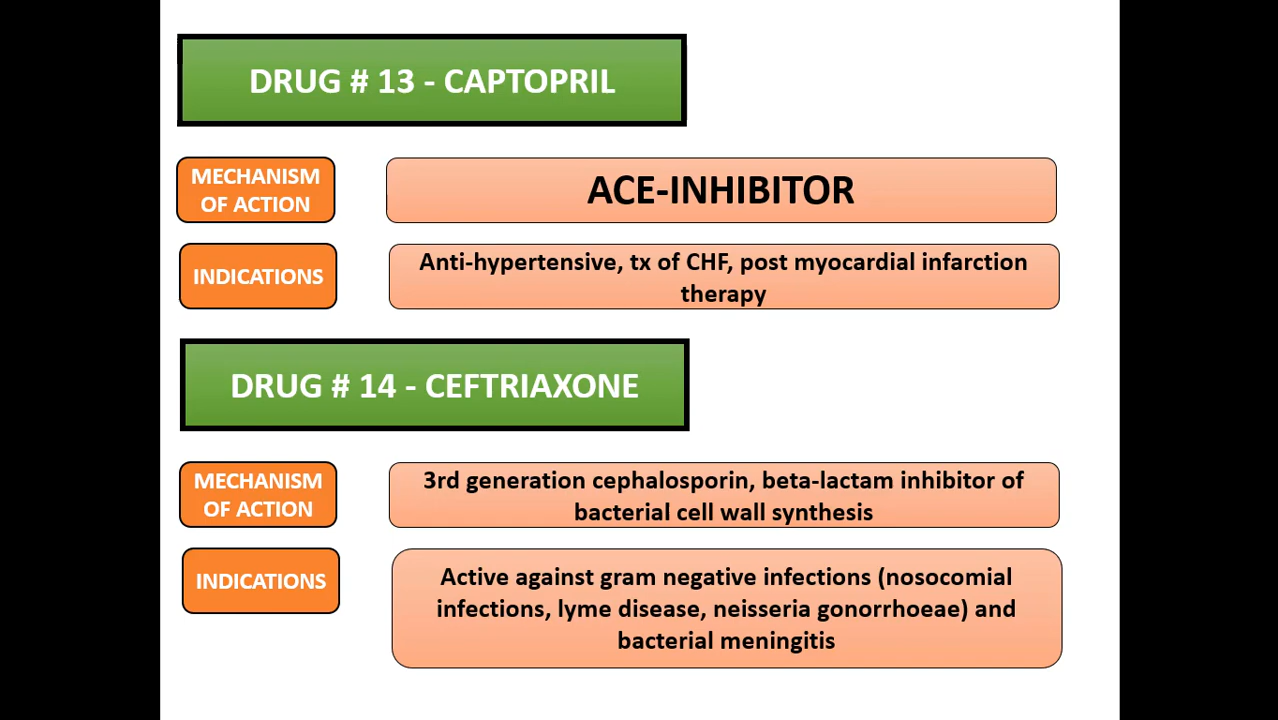 DRUG # 13 - CAPTOPRIL
MECHANISM
OF ACTION
ACE-INHIBITOR
INDICATIONS
Anti-hypertensive, tx of CHF, post myocardial infarction
therapy
DRUG # 14 - CEFTRIAXONE
MECHANISM
OF ACTION
3rd generation cephalosporin, beta-lactam inhibitor of
bacterial cell wall synthesis
INDICATIONS
Active against gram negative infections (nosocomial
infections, lyme disease, neisseria gonorrhoeae) and
bacterial meningitis